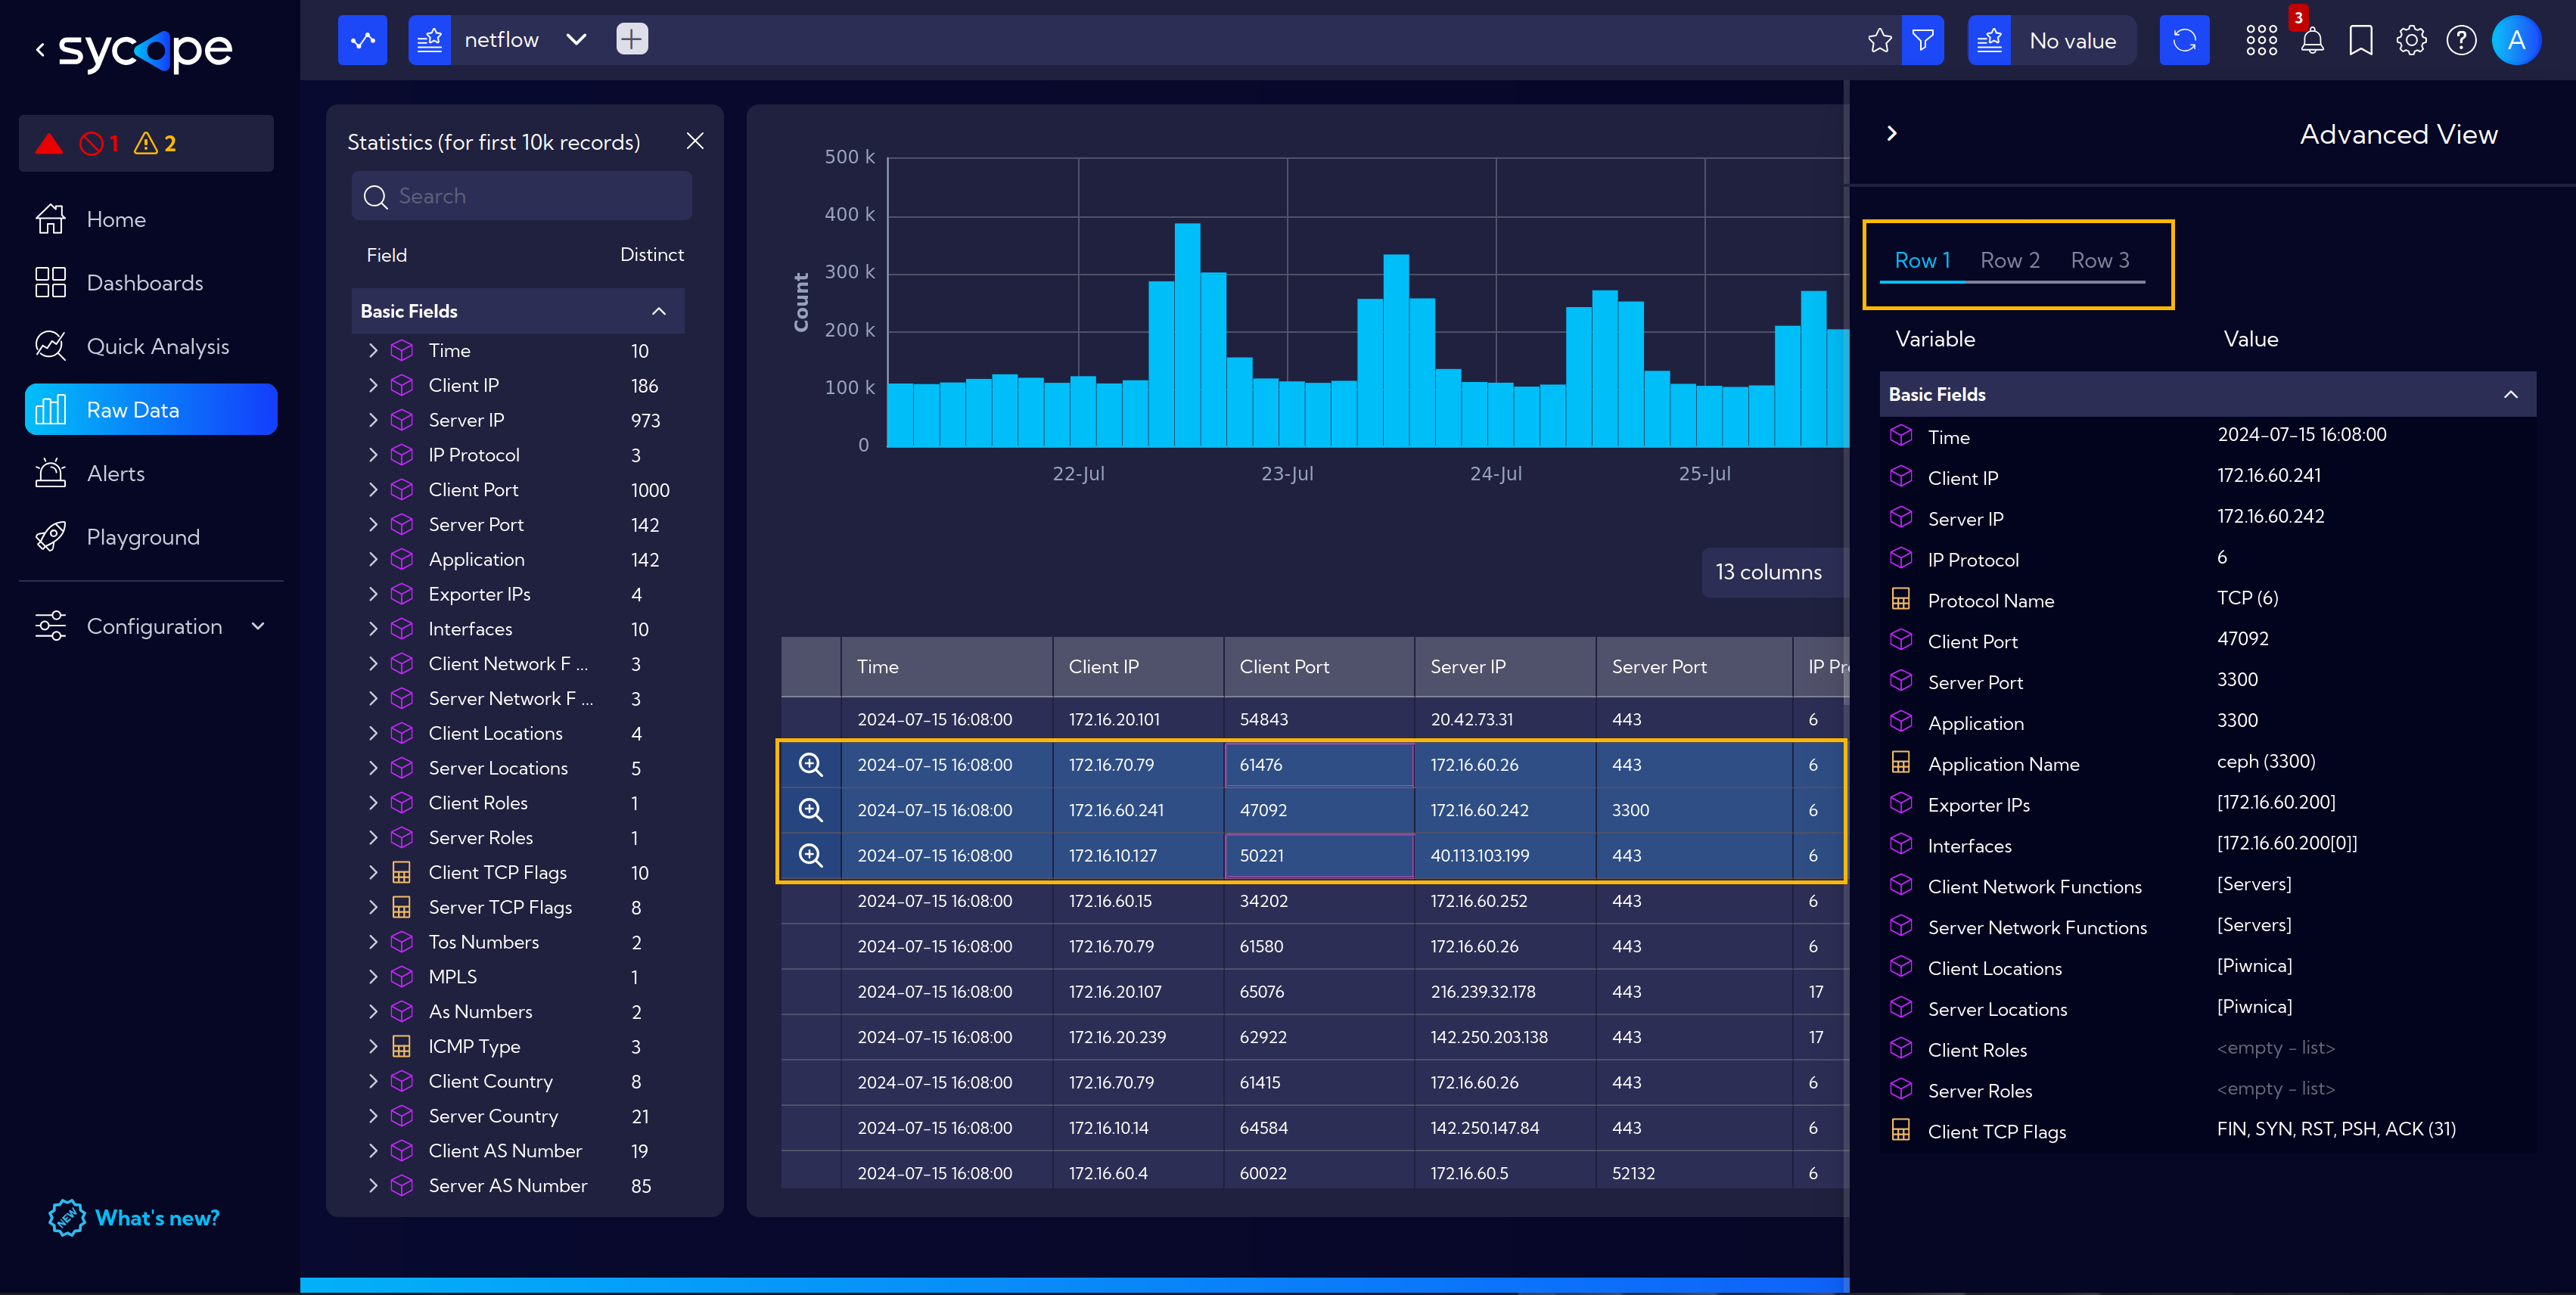 sycope
netflow
No value
3
A
1
2
Home
Dashboards
Quick Analysis
Raw Data
Alerts
Playground
Configuration
NEW
What's new?
Statistics (for first 10k records)
Search
Field Distinct
Basic Fields
Time 10
Client IP 186
Server IP 973
IP Protocol 3
Client Port 1000
Server Port 142
Application 142
Exporter IPs 4
Interfaces 10
Client Network F ... 3
Server Network F ... 3
Client Locations 4
Server Locations 5
Client Roles 1
Server Roles 1
Client TCP Flags 10
Server TCP Flags 8
Tos Numbers 2
MPLS 1
As Numbers 2
ICMP Type 3
Client Country 8
Server Country 21
Client AS Number 19
Server AS Number 85
Count
500 k
400 k
300 k
200 k
100 k
0
22-Jul 23-Jul 24-Jul 25-Jul
13 columns
Time Client IP Client Port Server IP Server Port IP Pr
2024-07-15 16:08:00 172.16.20.101 54843 20.42.73.31 443 6
2024-07-15 16:08:00 172.16.70.79 61476 172.16.60.26 443 6
2024-07-15 16:08:00 172.16.60.241 47092 172.16.60.242 3300 6
2024-07-15 16:08:00 172.16.10.127 50221 40.113.103.199 443 6
2024-07-15 16:08:00 172.16.60.15 34202 172.16.60.252 443 6
2024-07-15 16:08:00 172.16.70.79 61580 172.16.60.26 443 6
2024-07-15 16:08:00 172.16.20.107 65076 216.239.32.178 443 17
2024-07-15 16:08:00 172.16.20.239 62922 142.250.203.138 443 17
2024-07-15 16:08:00 172.16.70.79 61415 172.16.60.26 443 6
2024-07-15 16:08:00 172.16.10.14 64584 142.250.147.84 443 6
2024-07-15 16:08:00 172.16.60.4 60022 172.16.60.5 52132 6
Advanced View
Row 1 Row 2 Row 3
Variable Value
Basic Fields
Time 2024-07-15 16:08:00
Client IP 172.16.60.241
Server IP 172.16.60.242
IP Protocol 6
Protocol Name TCP (6)
Client Port 47092
Server Port 3300
Application 3300
Application Name ceph (3300)
Exporter IPs [172.16.60.200]
Interfaces [172.16.60.200[0]]
Client Network Functions [Servers]
Server Network Functions [Servers]
Client Locations [Piwnica]
Server Locations [Piwnica]
Client Roles <empty - list>
Server Roles <empty - list>
Client TCP Flags FIN, SYN, RST, PSH, ACK (31)